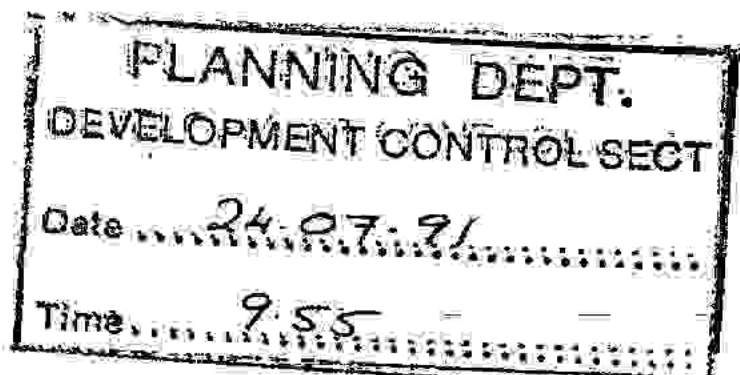 PLANNING DEPT.
DEVELOPMENT CONTROL SECT
Date ........ 24.07.91 ........
Time ........ 9.55 ........